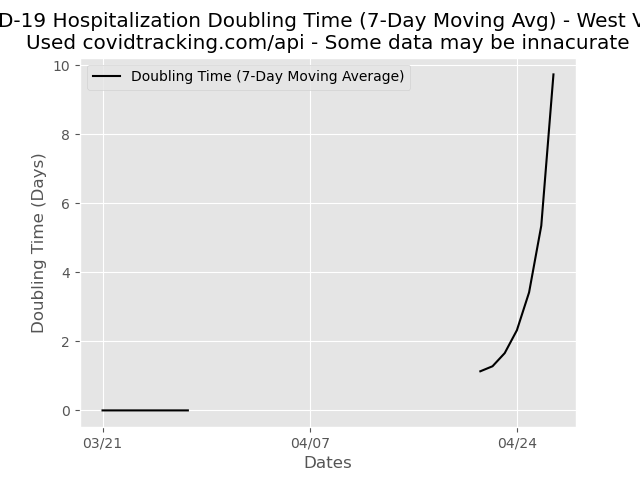 D-19 Hospitalization Doubling Time (7-Day Moving Avg) - West V
Used covidtracking.com/api - Some data may be innacurate
10
Doubling Time (7-Day Moving Average)
8
6
4
2
0
Doubling Time (Days)
03/21
04/07
04/24
Dates